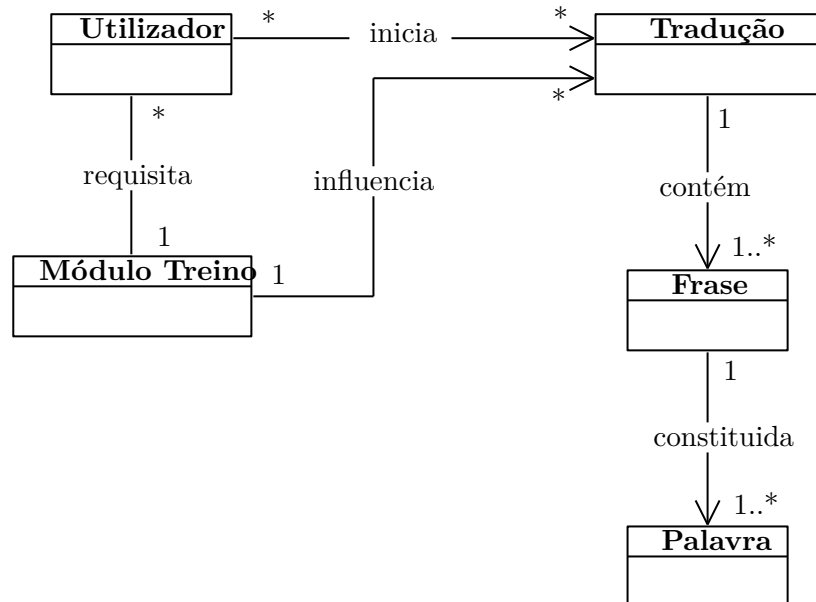 * *
Utilizador inicia Tradução
*
* 1
requisita influencia contém
1 1..*
Módulo Treino 1 Frase
1
constituida
1..*
Palavra